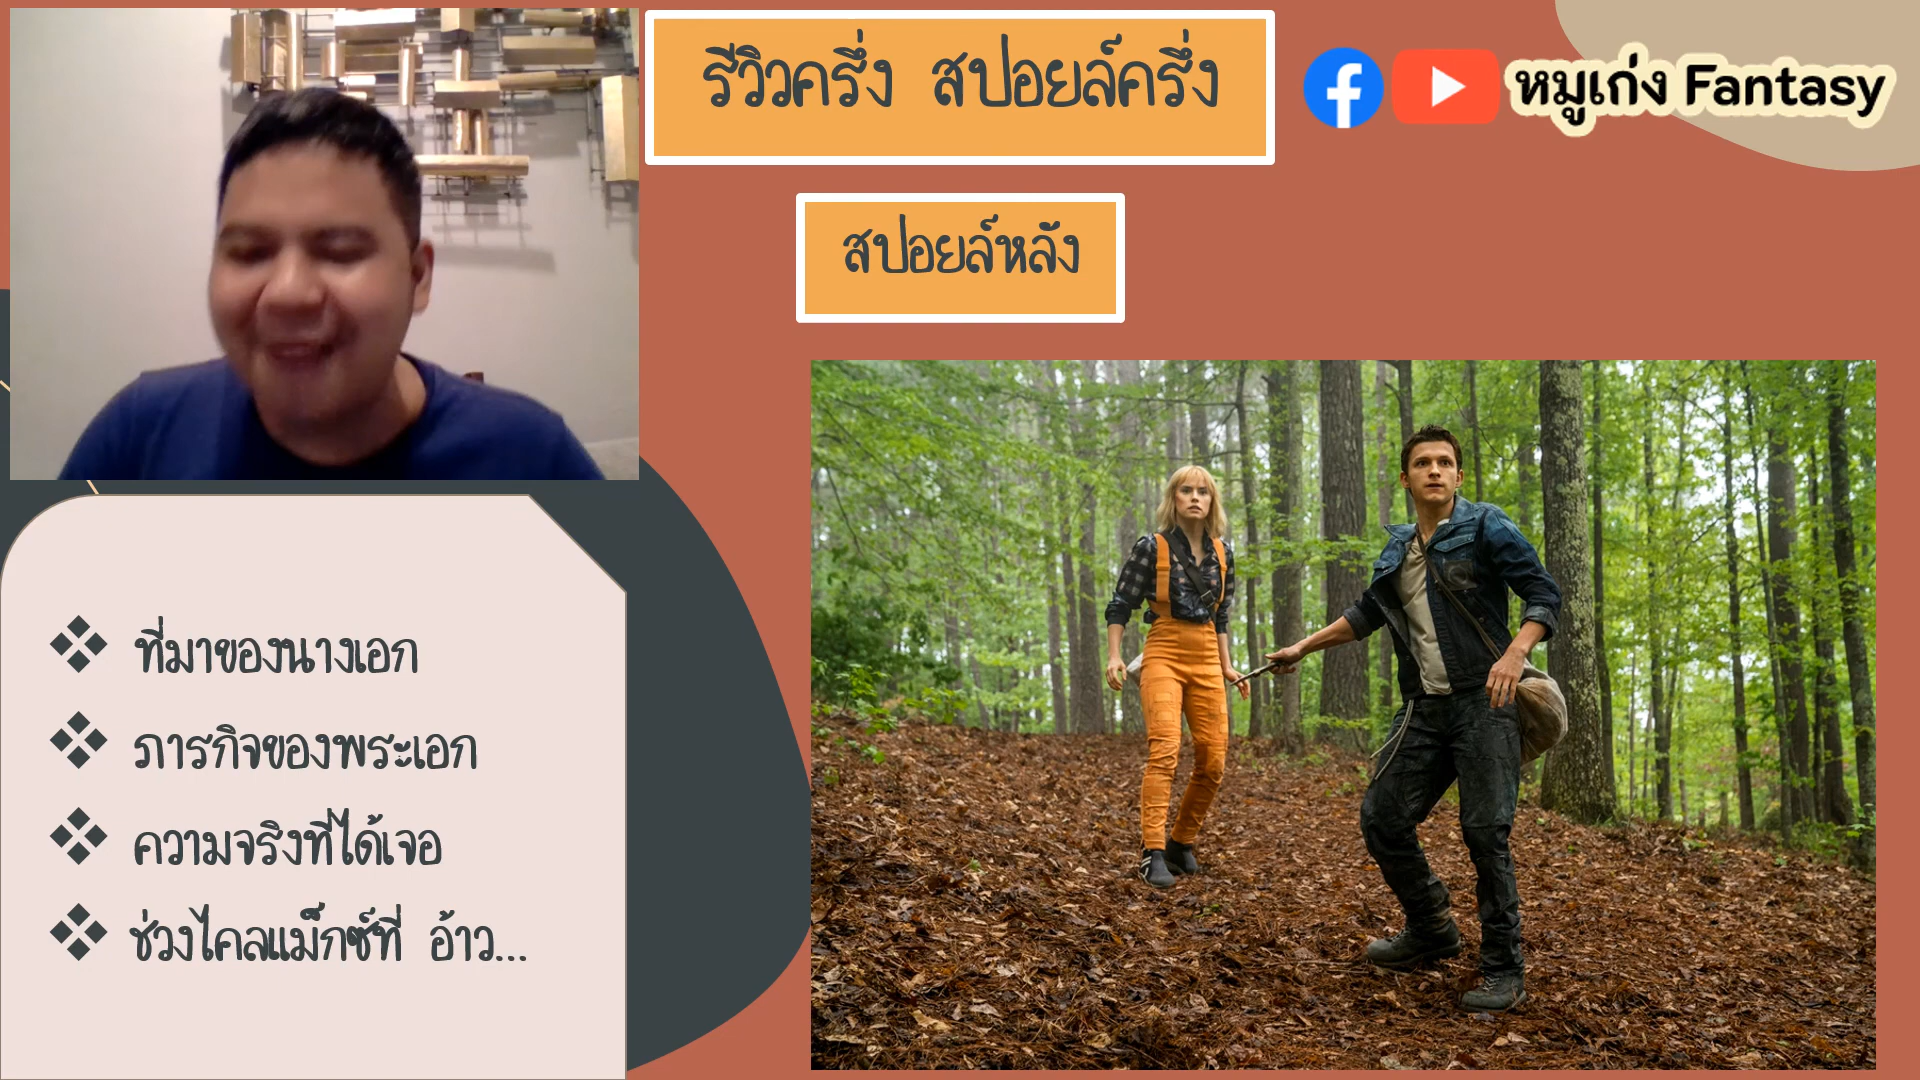 รีวิวครึ่ง สปอยล์ครึ่ง
หมูเก่ง Fantasy
สปอยล์หลัง
ที่มาของนางเอก
ภารกิจของพระเอก
ความจริงที่ได้เจอ
ช่วงไคลแม็กซ์ที่ อ้าว...